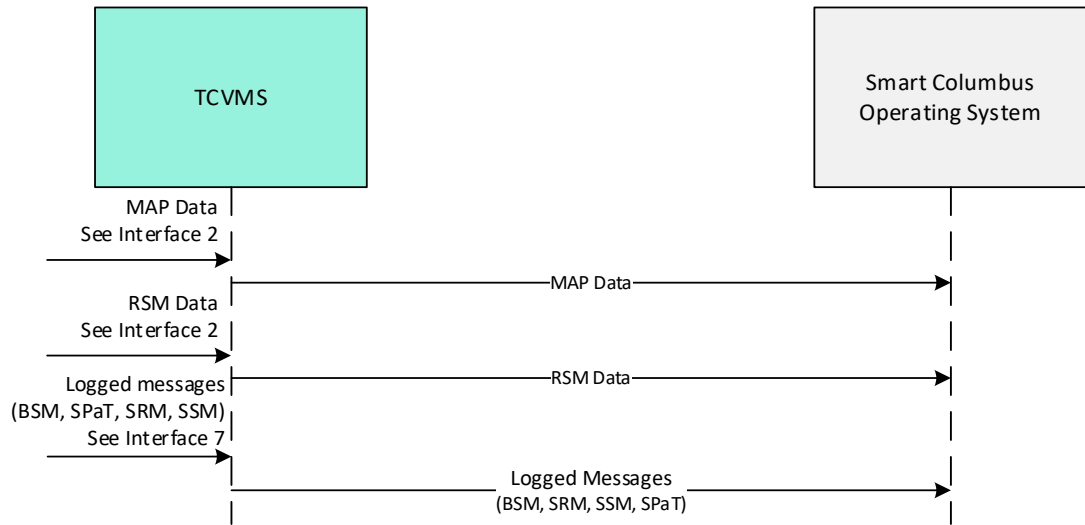 TCVMS
Smart Columbus
Operating System
MAP Data
See Interface 2
MAP Data
RSM Data
See Interface 2
RSM Data
Logged messages
(BSM, SPaT, SRM, SSM)
See Interface 7
Logged Messages
(BSM, SRM, SSM, SPaT)